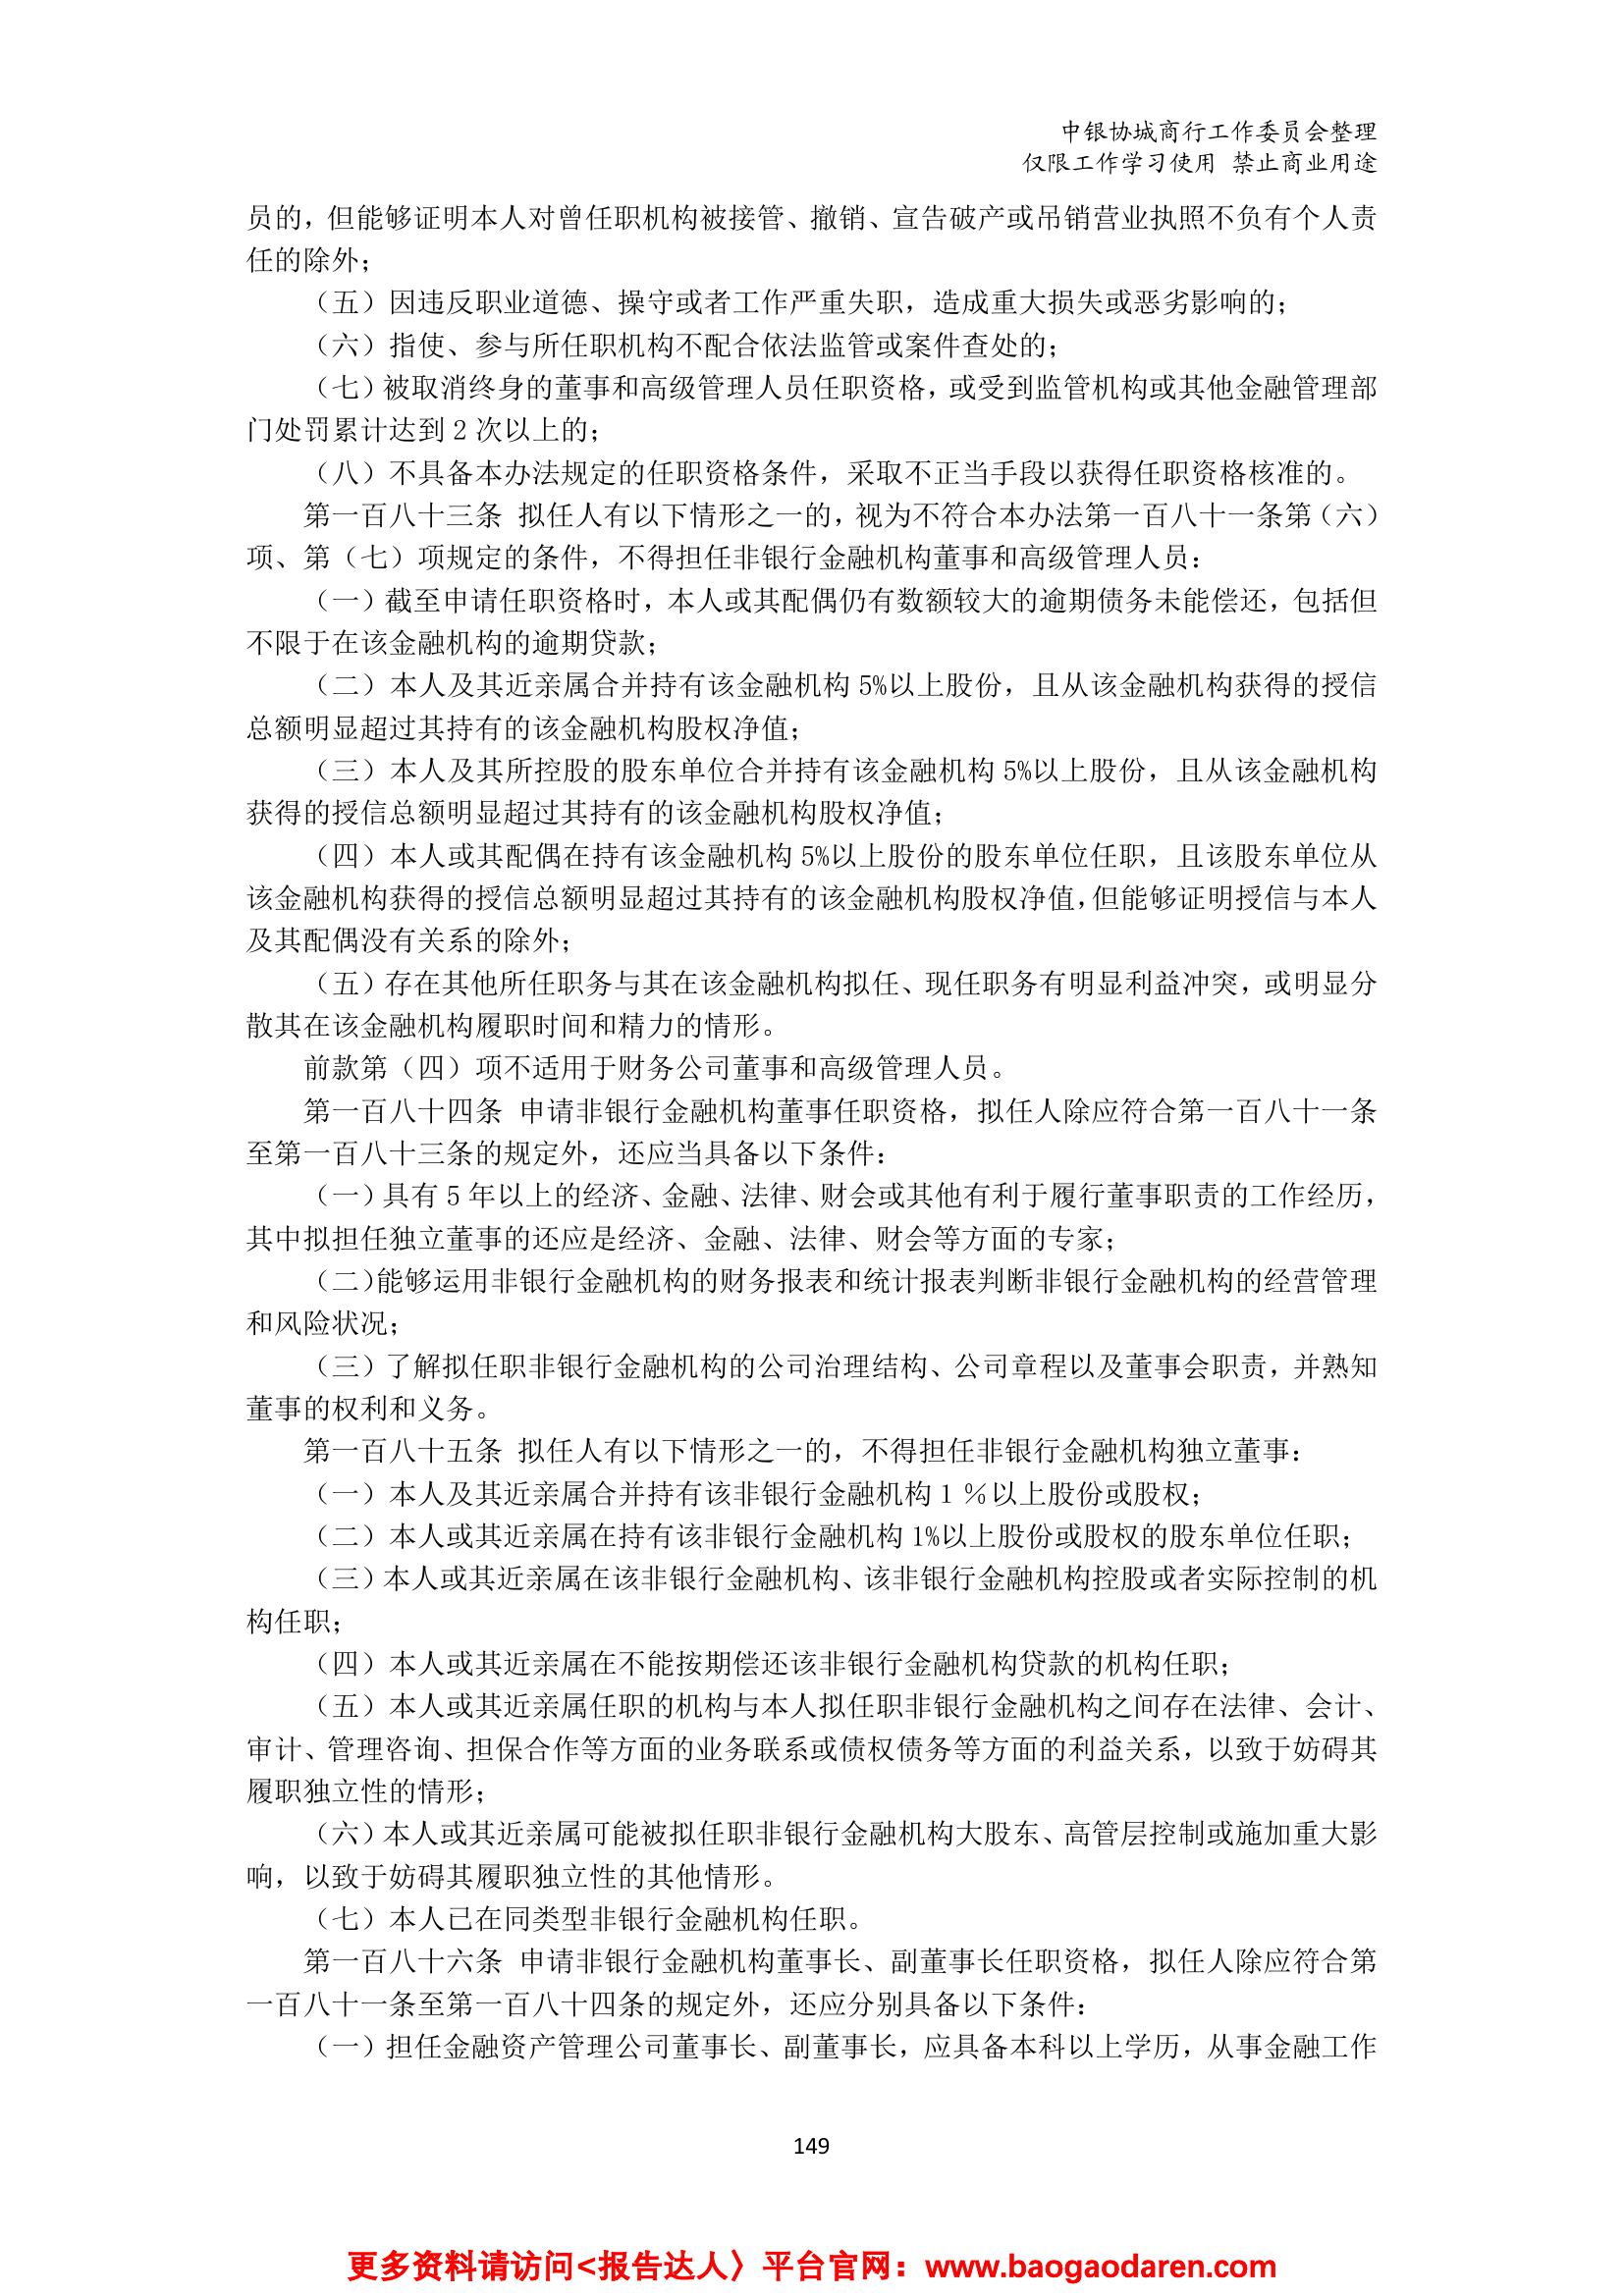 中银协城商行工作委员会整理
仅限工作学习使用 禁止商业用途
员的，但能够证明本人对曾任职机构被接管、撤销、宣告破产或吊销营业执照不负有个人责
任的除外；
（五）因违反职业道德、操守或者工作严重失职，造成重大损失或恶劣影响的；
（六）指使、参与所任职机构不配合依法监管或案件查处的；
（七）被取消终身的董事和高级管理人员任职资格，或受到监管机构或其他金融管理部
门处罚累计达到 2 次以上的；
（八）不具备本办法规定的任职资格条件，采取不正当手段以获得任职资格核准的。
第一百八十三条 拟任人有以下情形之一的，视为不符合本办法第一百八十一条第（六）
项、第（七）项规定的条件，不得担任非银行金融机构董事和高级管理人员：
（一）截至申请任职资格时，本人或其配偶仍有数额较大的逾期债务未能偿还，包括但
不限于在该金融机构的逾期贷款；
（二）本人及其近亲属合并持有该金融机构 5%以上股份，且从该金融机构获得的授信
总额明显超过其持有的该金融机构股权净值；
（三）本人及其所控股的股东单位合并持有该金融机构 5%以上股份，且从该金融机构
获得的授信总额明显超过其持有的该金融机构股权净值；
（四）本人或其配偶在持有该金融机构 5%以上股份的股东单位任职，且该股东单位从
该金融机构获得的授信总额明显超过其持有的该金融机构股权净值，但能够证明授信与本人
及其配偶没有关系的除外；
（五）存在其他所任职务与其在该金融机构拟任、现任职务有明显利益冲突，或明显分
散其在该金融机构履职时间和精力的情形。
前款第（四）项不适用于财务公司董事和高级管理人员。
第一百八十四条 申请非银行金融机构董事任职资格，拟任人除应符合第一百八十一条
至第一百八十三条的规定外，还应当具备以下条件：
（一）具有 5 年以上的经济、金融、法律、财会或其他有利于履行董事职责的工作经历，
其中拟担任独立董事的还应是经济、金融、法律、财会等方面的专家；
（二）能够运用非银行金融机构的财务报表和统计报表判断非银行金融机构的经营管理
和风险状况；
（三）了解拟任职非银行金融机构的公司治理结构、公司章程以及董事会职责，并熟知
董事的权利和义务。
第一百八十五条 拟任人有以下情形之一的，不得担任非银行金融机构独立董事：
（一）本人及其近亲属合并持有该非银行金融机构 1％以上股份或股权；
（二）本人或其近亲属在持有该非银行金融机构 1%以上股份或股权的股东单位任职；
（三）本人或其近亲属在该非银行金融机构、该非银行金融机构控股或者实际控制的机
构任职；
（四）本人或其近亲属在不能按期偿还该非银行金融机构贷款的机构任职；
（五）本人或其近亲属任职的机构与本人拟任职非银行金融机构之间存在法律、会计、
审计、管理咨询、担保合作等方面的业务联系或债权债务等方面的利益关系，以致于妨碍其
履职独立性的情形；
（六）本人或其近亲属可能被拟任职非银行金融机构大股东、高管层控制或施加重大影
响，以致于妨碍其履职独立性的其他情形。
（七）本人已在同类型非银行金融机构任职。
第一百八十六条 申请非银行金融机构董事长、副董事长任职资格，拟任人除应符合第
一百八十一条至第一百八十四条的规定外，还应分别具备以下条件：
（一）担任金融资产管理公司董事长、副董事长，应具备本科以上学历，从事金融工作
149
更多资料请访问<报告达人〉平台官网：www.baogaodaren.com